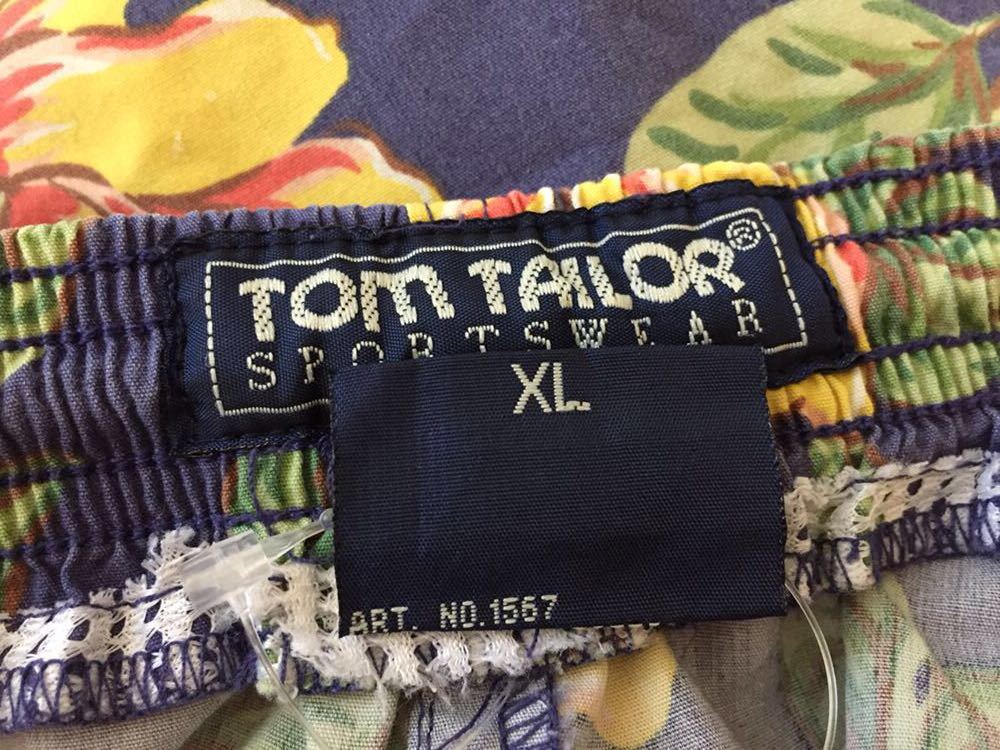 TOM TAILOR®
SPORTSWEAR
XL
ART. NO.1567